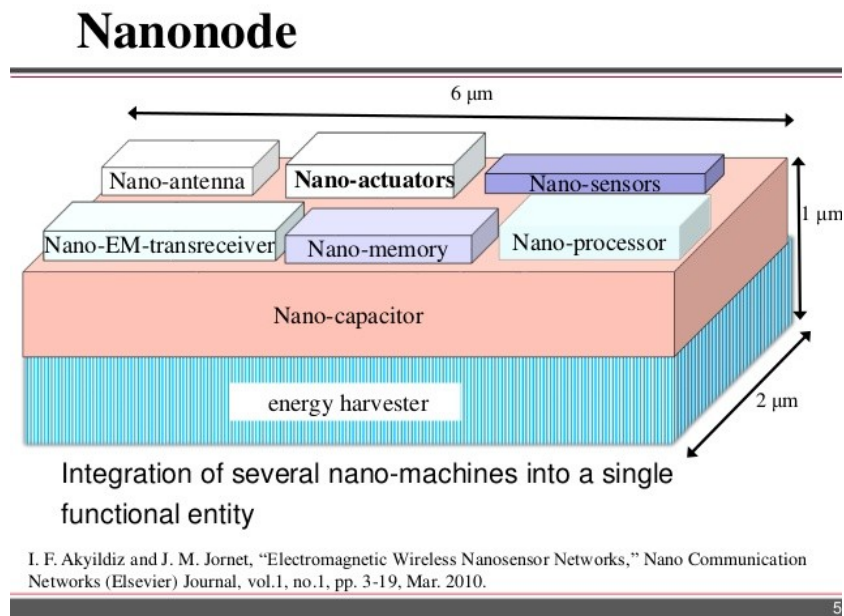 Nanonode
6 μm
Nano-antenna
Nano-actuators
Nano-sensors
1 μm
Nano-EM-transreceiver
Nano-memory
Nano-processor
Nano-capacitor
energy harvester
2 μm
Integration of several nano-machines into a single
functional entity
I. F. Akyildiz and J. M. Jornet, “Electromagnetic Wireless Nanosensor Networks,” Nano Communication
Networks (Elsevier) Journal, vol.1, no.1, pp. 3-19, Mar. 2010.
5